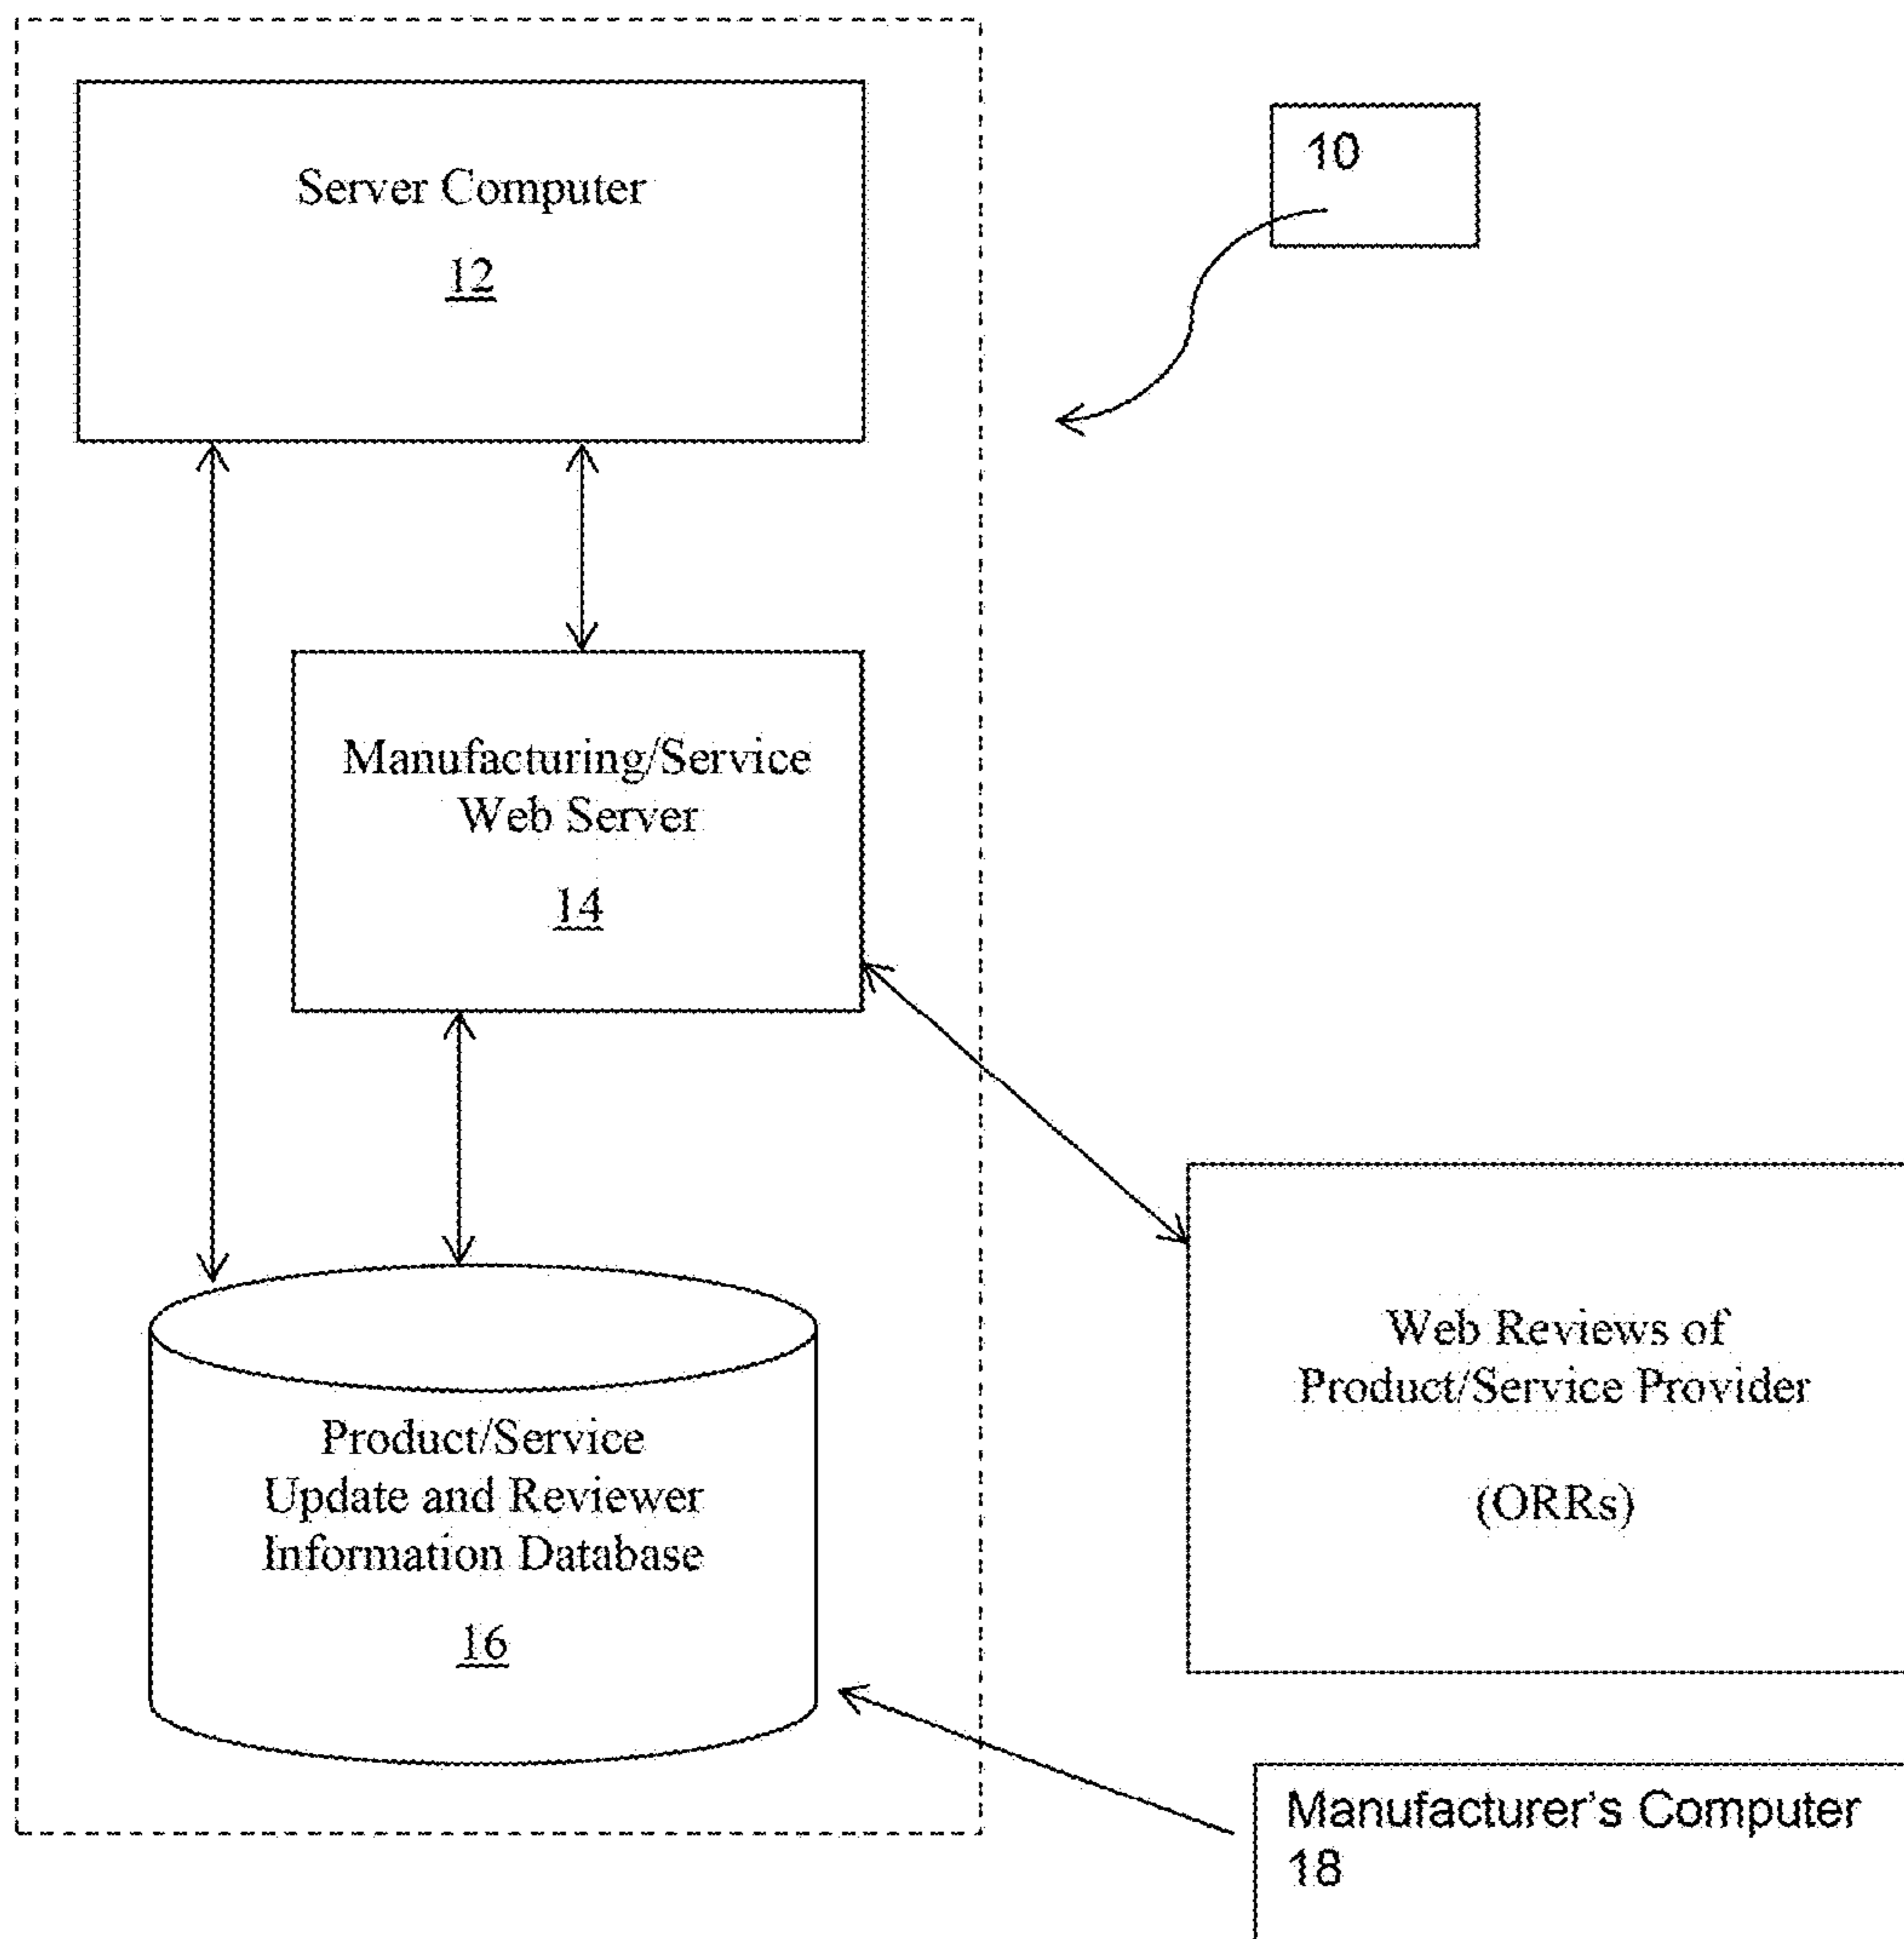 Server Computer
12
10
Manufacturing/Service
Web Server
14
Web Reviews of
Product/Service Provider
(ORRs)
Product/Service
Update and Reviewer
Information Database
16
Manufacturer's Computer
18